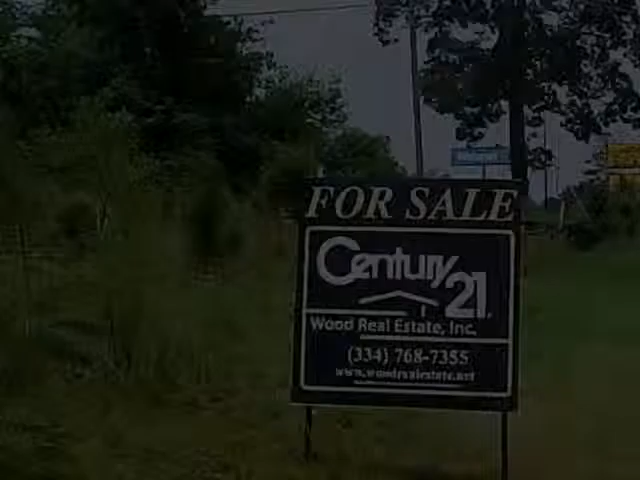 FOR SALE
Century 21
Wood Real Estate, Inc.
(334) 768-7355
www.woodrealestate.net